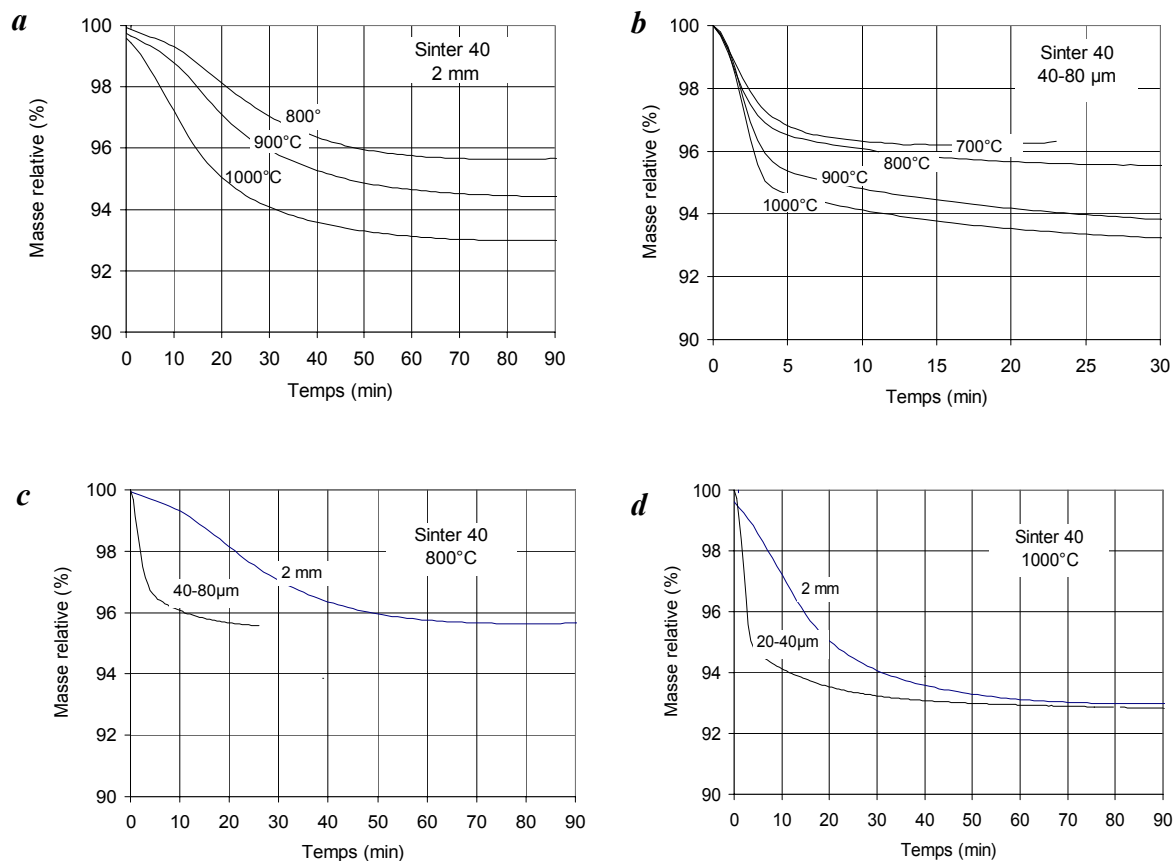 a
Sinter 40
2 mm
Masse relative (%)
100
98
96
94
92
90
800°
900°C
1000°C
0 10 20 30 40 50 60 70 80 90
Temps (min)
b
Sinter 40
40-80 µm
Masse relative (%)
100
98
96
94
92
90
700°C
800°C
900°C
1000°C
0 5 10 15 20 25 30
Temps (min)
c
Sinter 40
800°C
Masse relative (%)
100
98
96
94
92
90
2 mm
40-80µm
0 10 20 30 40 50 60 70 80 90
Temps (min)
d
Sinter 40
1000°C
Masse relative (%)
100
98
96
94
92
90
2 mm
20-40µm
0 10 20 30 40 50 60 70 80 90
Temps (min)